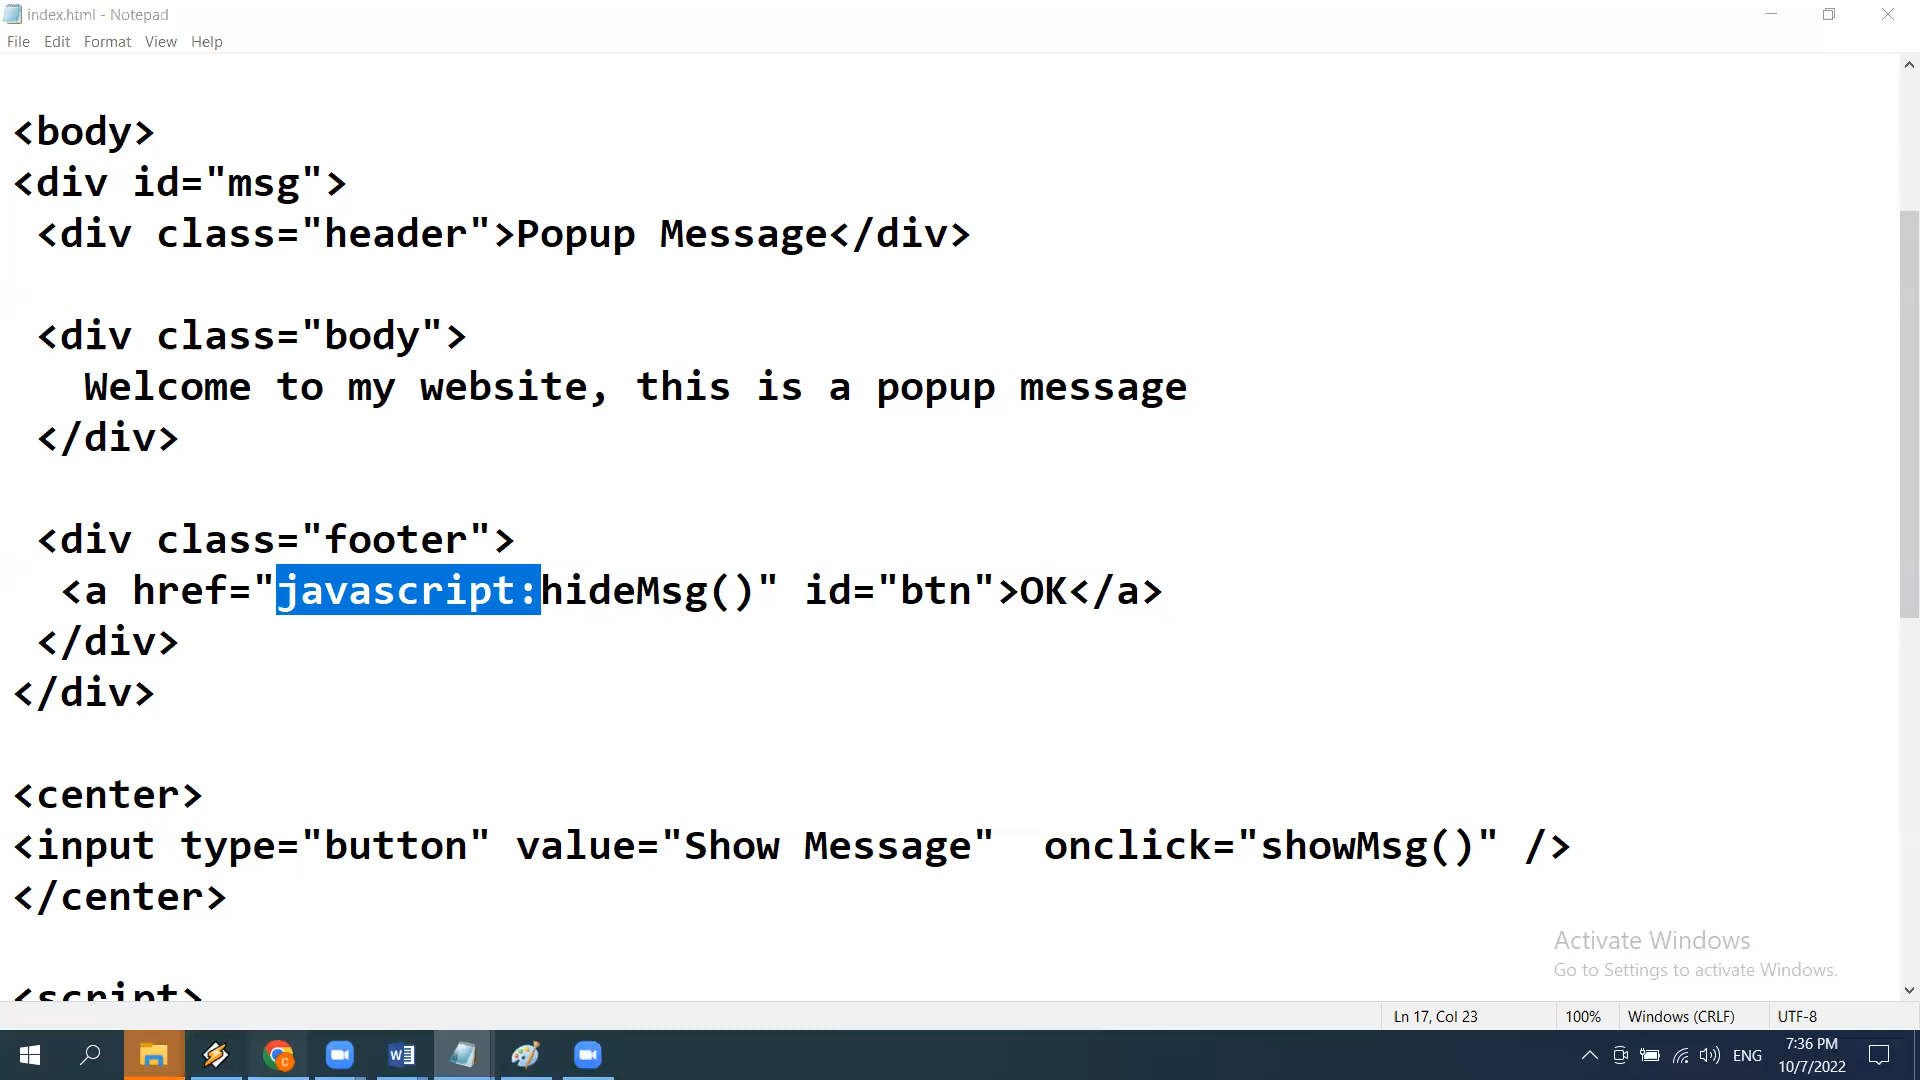 index.html - Notepad
File Edit Format View Help
<body>
<div id="msg">
<div class="header">Popup Message</div>
<div class="body">
Welcome to my website, this is a popup message
</div>
<div class="footer">
<a href="javascript:hideMsg()" id="btn">OK</a>
</div>
</div>
<center>
<input type="button" value="Show Message"  onclick="showMsg()" />
</center>
<script>
Activate Windows
Go to Settings to activate Windows.
Ln 17, Col 23 100% Windows (CRLF) UTF-8
ENG
7:36 PM
10/7/2022